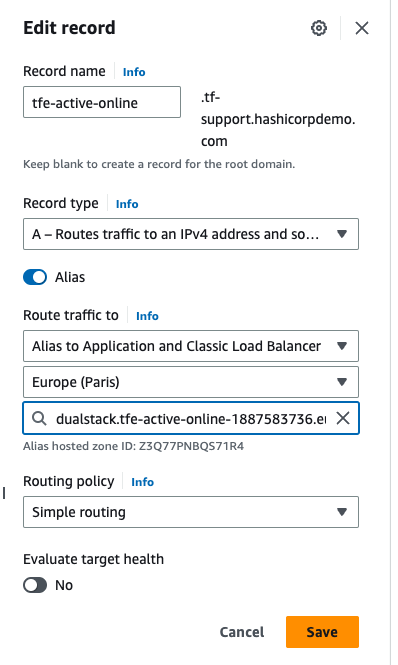 Edit record
Record name Info
tfe-active-online
.tf-
support.hashicorpdemo.
com
Keep blank to create a record for the root domain.
Record type Info
A – Routes traffic to an IPv4 address and so...
Alias
Route traffic to Info
Alias to Application and Classic Load Balancer
Europe (Paris)
dualstack.tfe-active-online-1887583736.eu
Alias hosted zone ID: Z3Q77PNBQS71R4
Routing policy Info
Simple routing
Evaluate target health
No
Cancel Save